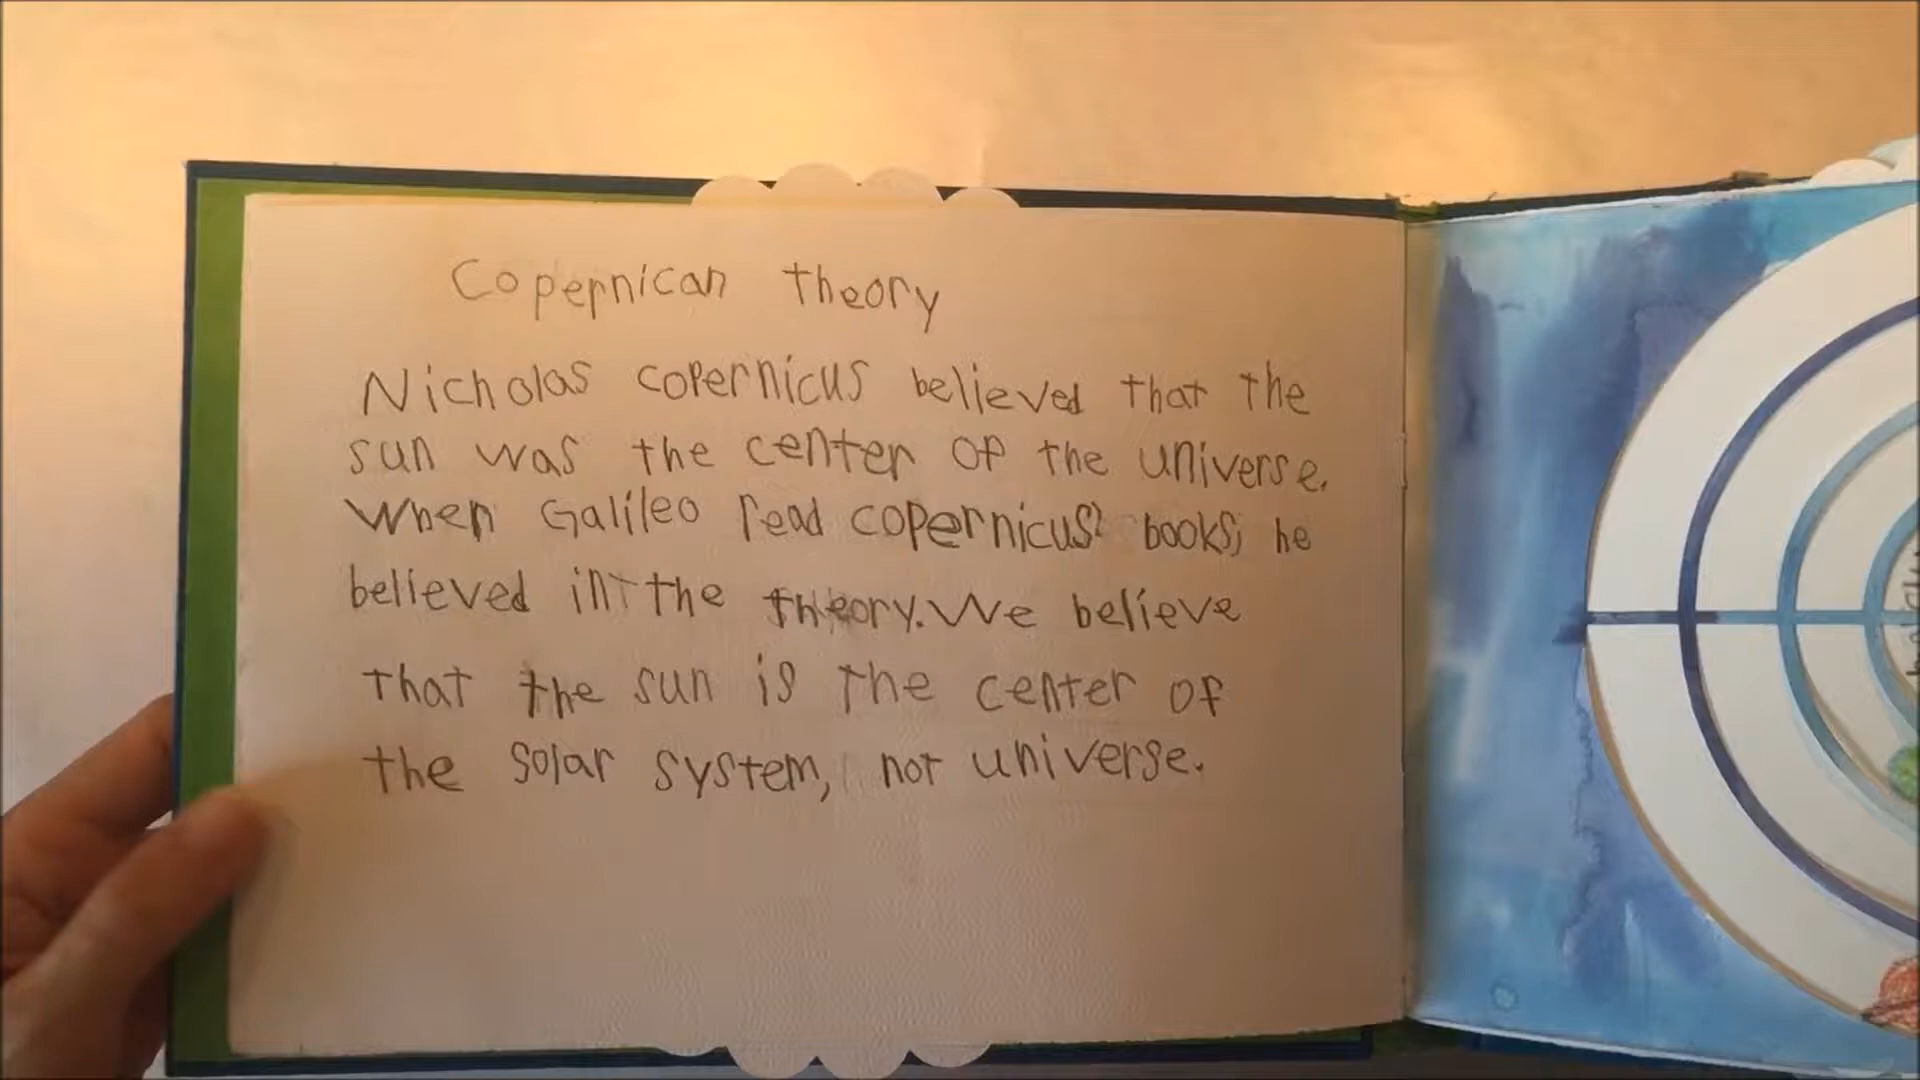 Copernican theory
Nicholas copernicus believed that the
sun was the center of the universe.
When Galileo read copernicus' books, he
believed in the theory. We believe
that the sun is the center of
the solar system, not universe.